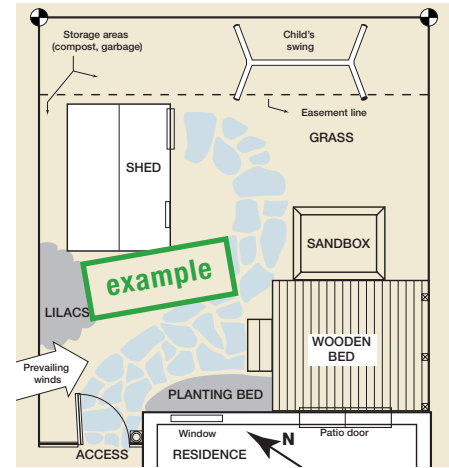 Storage areas
(compost, garbage)
Child's
swing
Easement line
GRASS
SHED
SANDBOX
example
LILACS
WOODEN
BED
Prevailing
winds
PLANTING BED
Window
N
Patio door
ACCESS
RESIDENCE